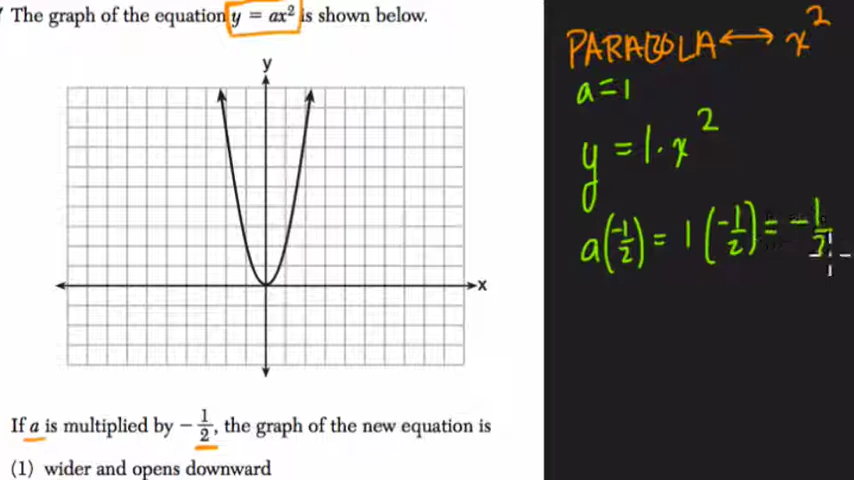 The graph of the equation y = ax² is shown below.
y
x
If a is multiplied by −1/2, the graph of the new equation is
(1) wider and opens downward
PARABOLA ↔ x²
a = 1
y = 1·x²
a(-1/2) = 1(-1/2) = -1/2